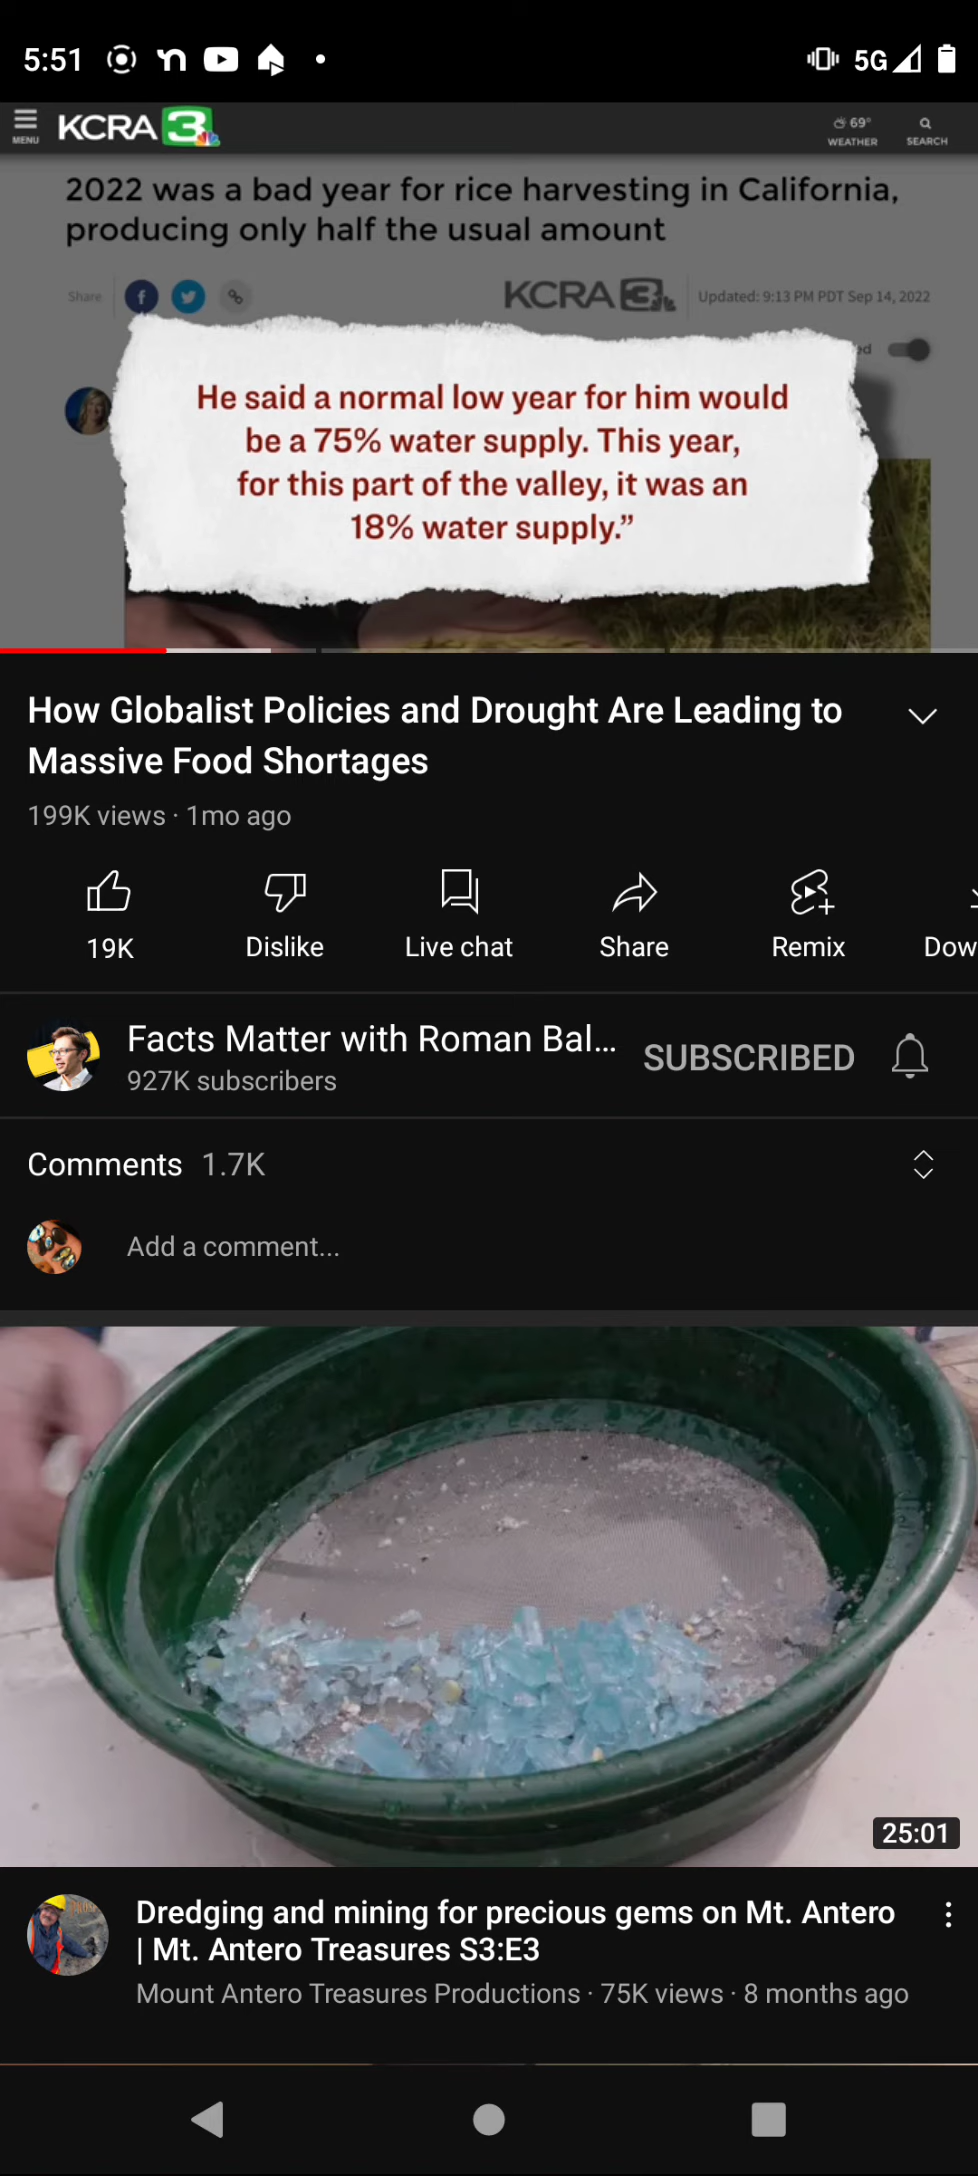 5:51
5G
MENU
KCRA 3
69°
WEATHER
SEARCH
2022 was a bad year for rice harvesting in California,
producing only half the usual amount
Share
KCRA 3
Updated: 9:13 PM PDT Sep 14, 2022
He said a normal low year for him would
be a 75% water supply. This year,
for this part of the valley, it was an
18% water supply.”
How Globalist Policies and Drought Are Leading to
Massive Food Shortages
199K views · 1mo ago
19K
Dislike
Live chat
Share
Remix
Dow
Facts Matter with Roman Bal...
927K subscribers
SUBSCRIBED
Comments 1.7K
Add a comment...
25:01
Dredging and mining for precious gems on Mt. Antero
| Mt. Antero Treasures S3:E3
Mount Antero Treasures Productions · 75K views · 8 months ago